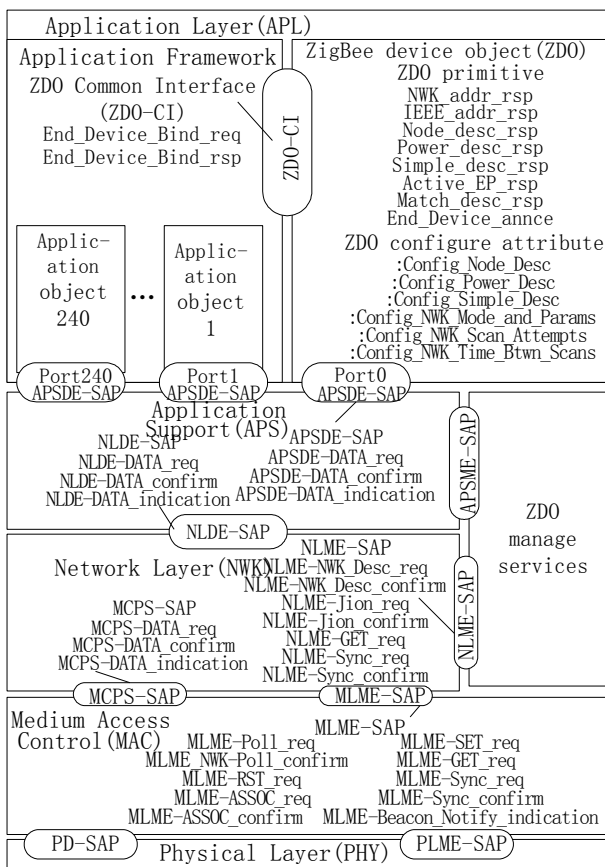 Application Layer(APL)
Application Framework
ZDO Common Interface
(ZDO-CI)
End_Device_Bind_req
End_Device_Bind_rsp
ZDO-CI
ZigBee device object(ZDO)
ZDO primitive
NWK_addr_rsp
IEEE_addr_rsp
Node_desc_rsp
Power_desc_rsp
Simple_desc_rsp
Active_EP_rsp
Match_desc_rsp
End_Device_annce
ZDO configure attribute
:Config_Node_Desc
:Config_Power_Desc
:Config_Simple_Desc
:Config_NWK_Mode_and_Params
:Config_NWK_Scan_Attempts
:Config_NWK_Time_Btwn_Scans
Applic-
ation
object
240
...
Applic-
ation
object
1
Port240
APSDE-SAP
Port1
APSDE-SAP
Port0
APSDE-SAP
Application
Support(APS)
NLDE-SAP
NLDE-DATA_req
NLDE-DATA_confirm
NLDE-DATA_indication
APSDE-SAP
APSDE-DATA_req
APSDE-DATA_confirm
APSDE-DATA_indication
APSME-SAP
ZDO
manage
services
NLDE-SAP
Network Layer(NWK)
NLME-SAP
NLME-NWK_Desc_req
NLME-NWK_Desc_confirm
NLME-Jion_req
NLME-Jion_confirm
NLME-GET_req
NLME-Sync_req
NLME-Sync_confirm
NLME-SAP
MCPS-SAP
MCPS-DATA_req
MCPS-DATA_confirm
MCPS-DATA_indication
MCPS-SAP
MLME-SAP
Medium Access
Control(MAC)
MLME-SAP
MLME-Poll_req
MLME_NWK-Poll_confirm
MLME-RST_req
MLME-ASSOC_req
MLME-ASSOC_confirm
MLME-SET_req
MLME-GET_req
MLME-Sync_req
MLME-Sync_confirm
MLME-Beacon_Notify_indication
PD-SAP
PLME-SAP
Physical Layer(PHY)